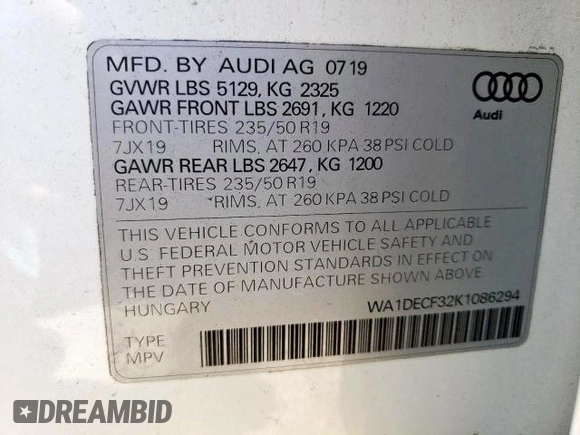 MFD. BY AUDI AG 0719
GVWR LBS 5129, KG 2325
GAWR FRONT LBS 2691, KG 1220
FRONT-TIRES 235/50 R19
7JX19 RIMS, AT 260 KPA 38 PSI COLD
GAWR REAR LBS 2647, KG 1200
REAR-TIRES 235/50 R19
7JX19 RIMS, AT 260 KPA 38 PSI COLD
Audi
THIS VEHICLE CONFORMS TO ALL APPLICABLE
U.S. FEDERAL MOTOR VEHICLE SAFETY AND
THEFT PREVENTION STANDARDS IN EFFECT ON
THE DATE OF MANUFACTURE SHOWN ABOVE.
HUNGARY
WA1DECF32K1086294
TYPE
MPV
DREAMBID